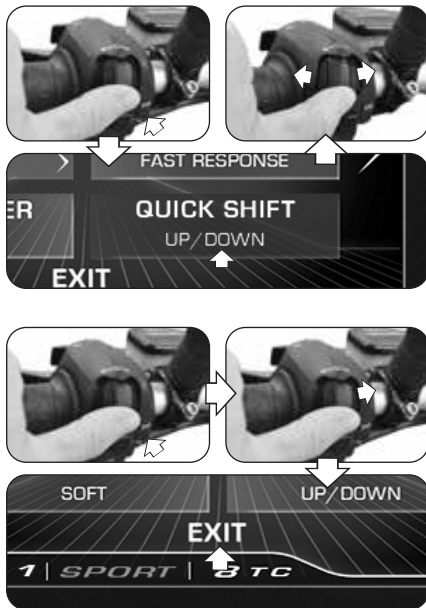 FAST RESPONSE
ER QUICK SHIFT
UP/DOWN
EXIT
SOFT UP/DOWN
EXIT
1 | SPORT | 8 TC